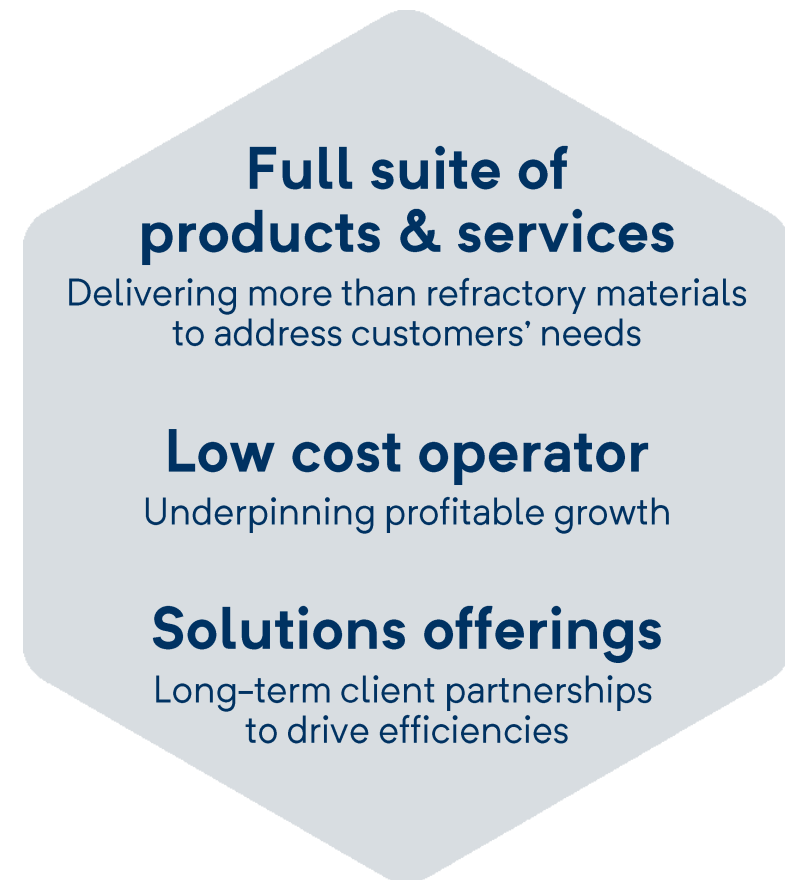 Full suite of
products & services
Delivering more than refractory materials
to address customers’ needs
Low cost operator
Underpinning profitable growth
Solutions offerings
Long-term client partnerships
to drive efficiencies